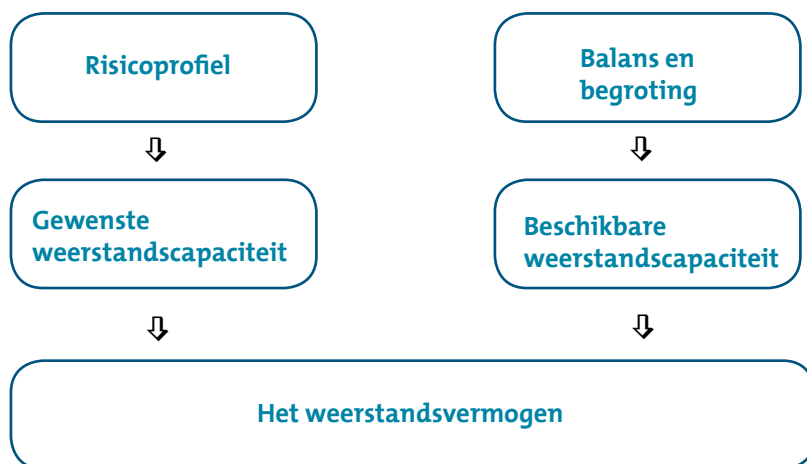 Risicoprofiel
Balans en
begroting
Gewenste
weerstandscapaciteit
Beschikbare
weerstandscapaciteit
Het weerstandsvermogen